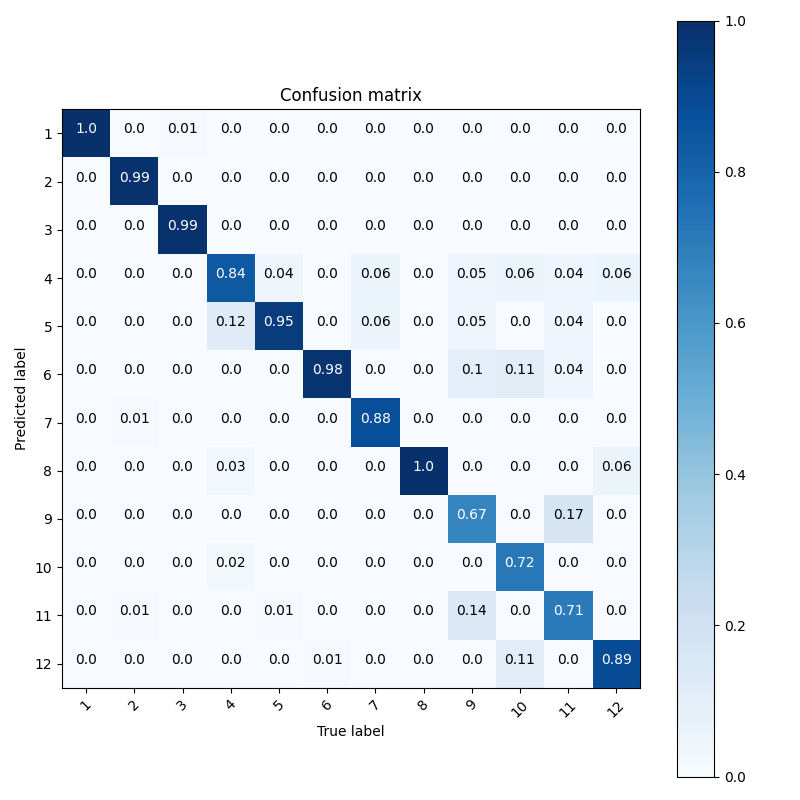 Confusion matrix
1 1.0 0.0 0.01 0.0 0.0 0.0 0.0 0.0 0.0 0.0 0.0 0.0
2 0.0 0.99 0.0 0.0 0.0 0.0 0.0 0.0 0.0 0.0 0.0 0.0
3 0.0 0.0 0.99 0.0 0.0 0.0 0.0 0.0 0.0 0.0 0.0 0.0
4 0.0 0.0 0.0 0.84 0.04 0.0 0.06 0.0 0.05 0.06 0.04 0.06
5 0.0 0.0 0.0 0.12 0.95 0.0 0.06 0.0 0.05 0.0 0.04 0.0
6 0.0 0.0 0.0 0.0 0.0 0.98 0.0 0.0 0.1 0.11 0.04 0.0
7 0.0 0.01 0.0 0.0 0.0 0.0 0.88 0.0 0.0 0.0 0.0 0.0
8 0.0 0.0 0.0 0.03 0.0 0.0 0.0 1.0 0.0 0.0 0.0 0.06
9 0.0 0.0 0.0 0.0 0.0 0.0 0.0 0.0 0.67 0.0 0.17 0.0
10 0.0 0.0 0.0 0.02 0.0 0.0 0.0 0.0 0.0 0.72 0.0 0.0
11 0.0 0.01 0.0 0.0 0.01 0.0 0.0 0.0 0.14 0.0 0.71 0.0
12 0.0 0.0 0.0 0.0 0.0 0.01 0.0 0.0 0.0 0.11 0.0 0.89
1 2 3 4 5 6 7 8 9 10 11 12
True label
Predicted label
1.0
0.8
0.6
0.4
0.2
0.0